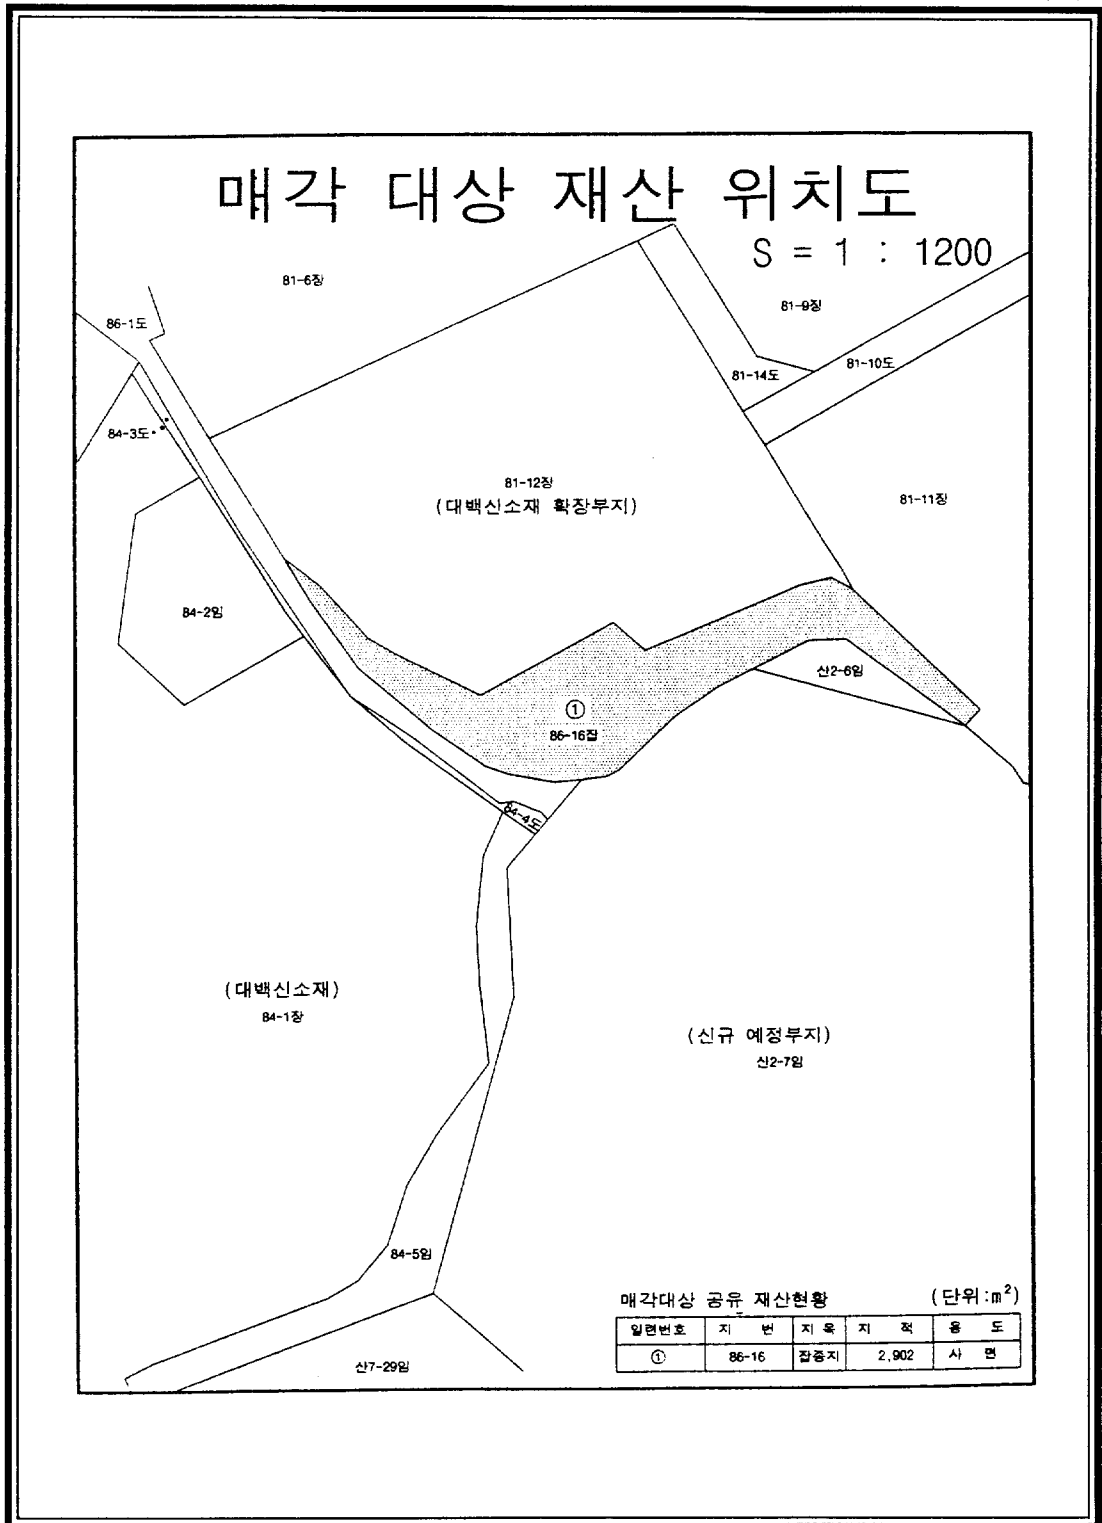 매각 대상 재산 위치도
S = 1 : 1200
81-6장
81-9장
86-1도
81-14도
81-10도
84-3도
81-12장
(대백신소재 확장부지)
81-11장
84-2임
산2-6임
①
86-16잡
84-4도
(대백신소재)
84-1장
(신규 예정부지)
산2-7임
84-5임
산7-29임
매각대상 공유 재산현황 (단위:m²)
일련번호 지 번 지 목 지 적 용 도
① 86-16 잡종지 2,902 사 면